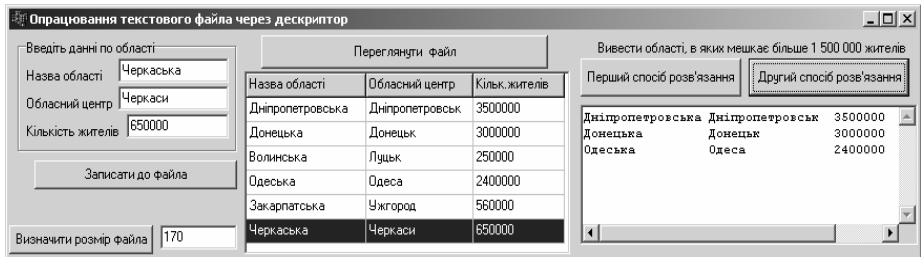 Опрацювання текстового файла через дескриптор
Введіть данні по області
Назва області Черкаська
Обласний центр Черкаси
Кількість жителів 650000
Записати до файла
Визначити розмір файла 170
Переглянути файл
Назва області Обласний центр Кільк.жителів
Дніпропетровська Дніпропетровськ 3500000
Донецька Донецьк 3000000
Волинська Луцьк 250000
Одеська Одеса 2400000
Закарпатська Ужгород 560000
Черкаська Черкаси 650000
Вивести області, в яких мешкає більше 1 500 000 жителів
Перший спосіб розв'язання Другий спосіб розв'язання
Дніпропетровська Дніпропетровськ 3500000
Донецька Донецьк 3000000
Одеська Одеса 2400000